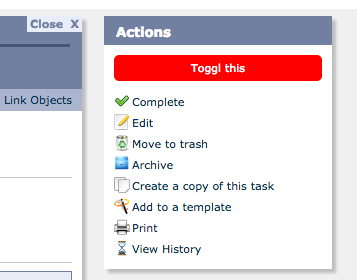 Close X
Link Objects
Actions
Toggl this
Complete
Edit
Move to trash
Archive
Create a copy of this task
Add to a template
Print
View History